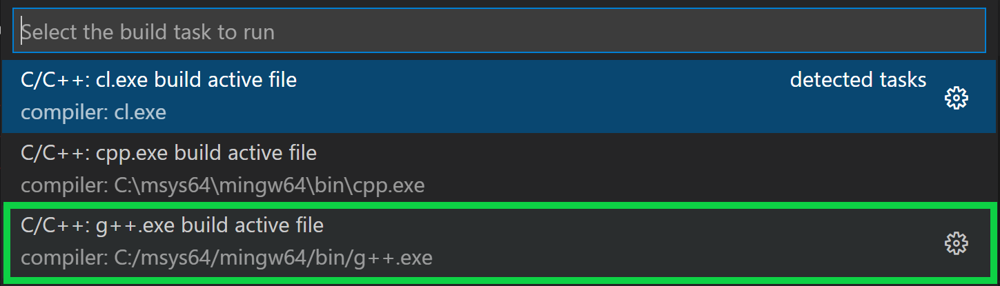 Select the build task to run
C/C++: cl.exe build active file detected tasks
compiler: cl.exe
C/C++: cpp.exe build active file
compiler: C:\msys64\mingw64\bin\cpp.exe
C/C++: g++.exe build active file
compiler: C:/msys64/mingw64/bin/g++.exe